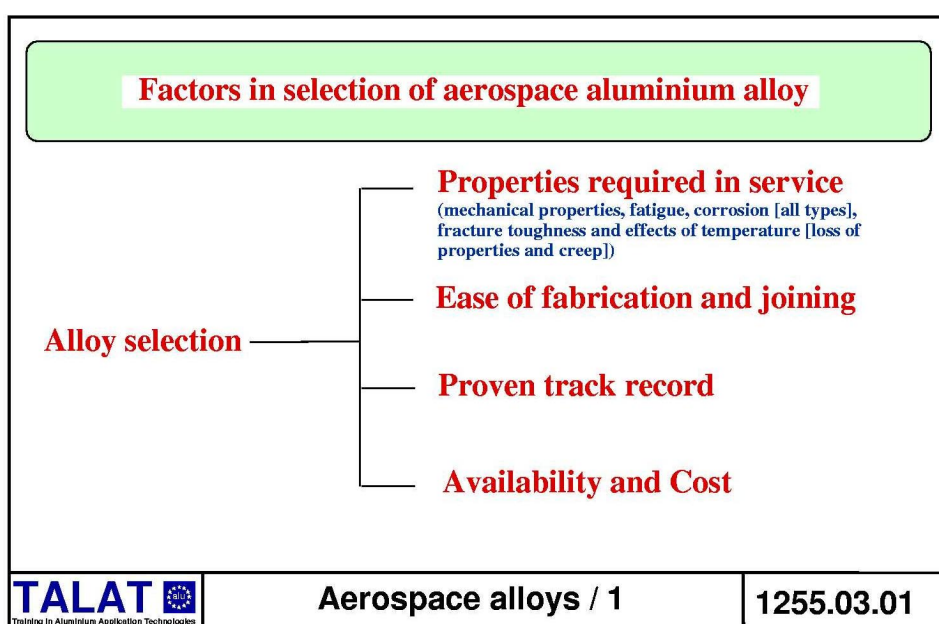 Factors in selection of aerospace aluminium alloy
Properties required in service
(mechanical properties, fatigue, corrosion [all types],
fracture toughness and effects of temperature [loss of
properties and creep])
Ease of fabrication and joining
Alloy selection
Proven track record
Availability and Cost
TALAT
alu
Training in Aluminium Application Technologies
Aerospace alloys / 1
1255.03.01